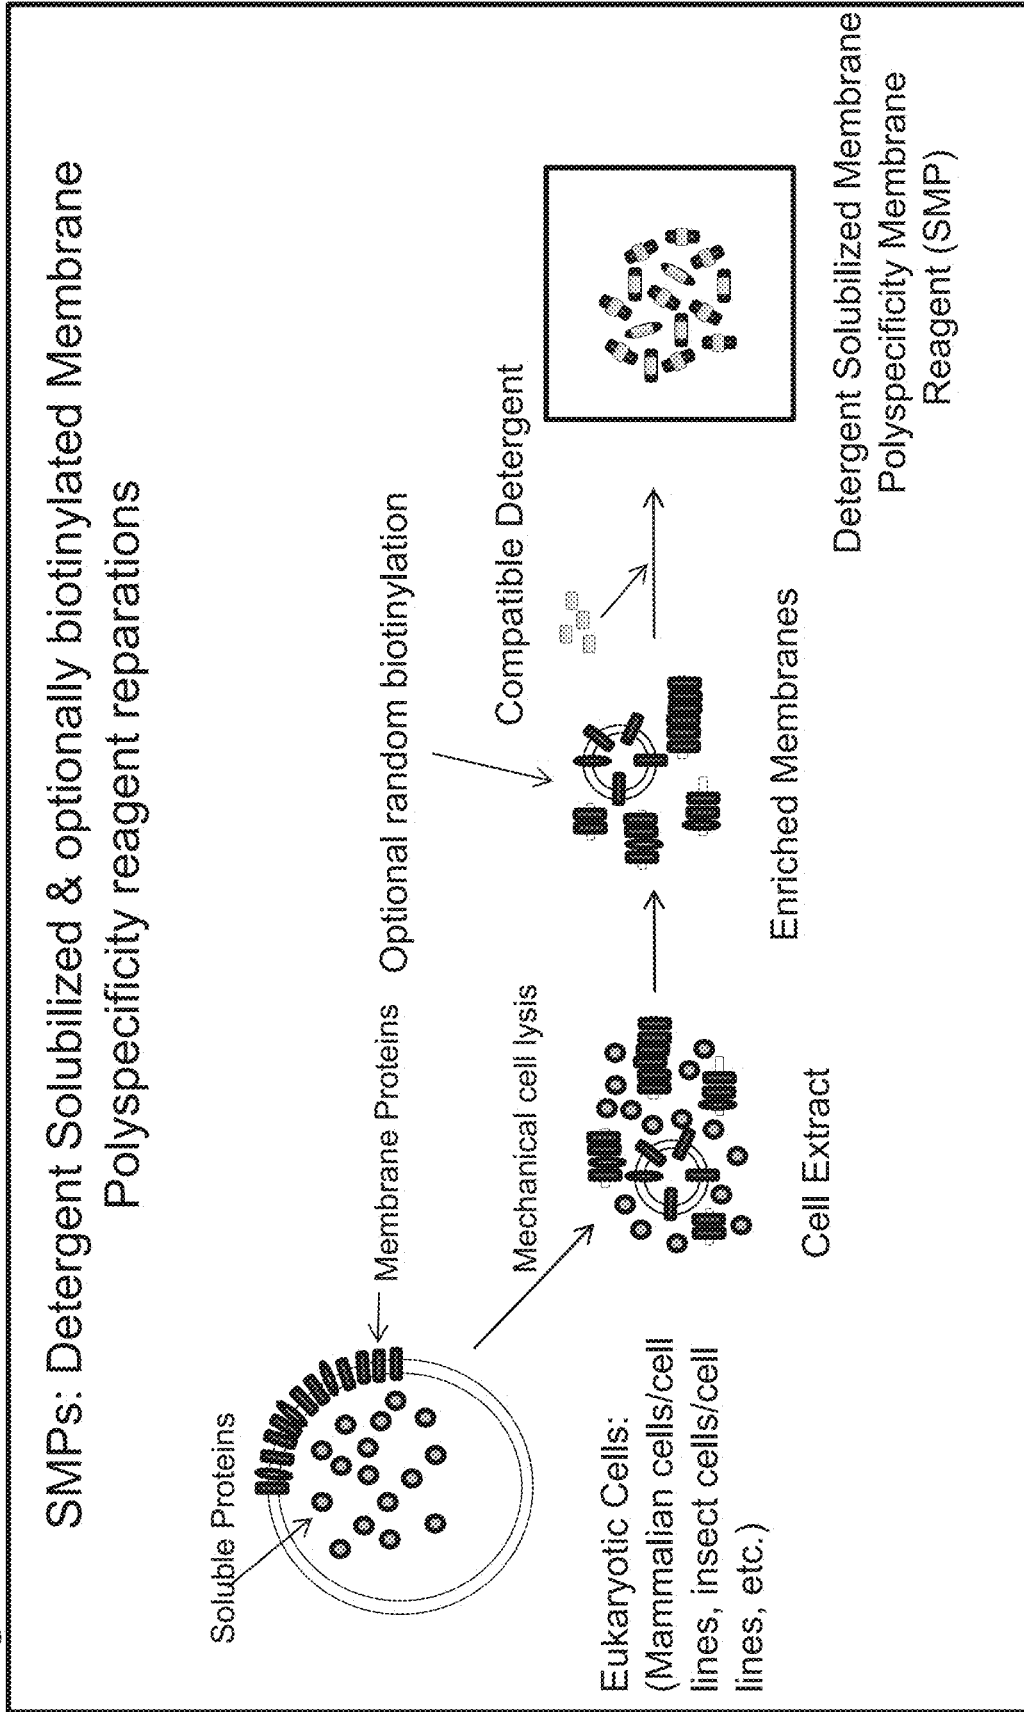 SMPs: Detergent Solubilized & optionally biotinylated Membrane
Polyspecificity reagent reparations
Soluble Proteins
Membrane Proteins
Optional random biotinylation
Mechanical cell lysis
Compatible Detergent
Eukaryotic Cells:
(Mammalian cells/cell
lines, insect cells/cell
lines, etc.)
Cell Extract
Enriched Membranes
Detergent Solubilized Membrane
Polyspecificity Membrane
Reagent (SMP)